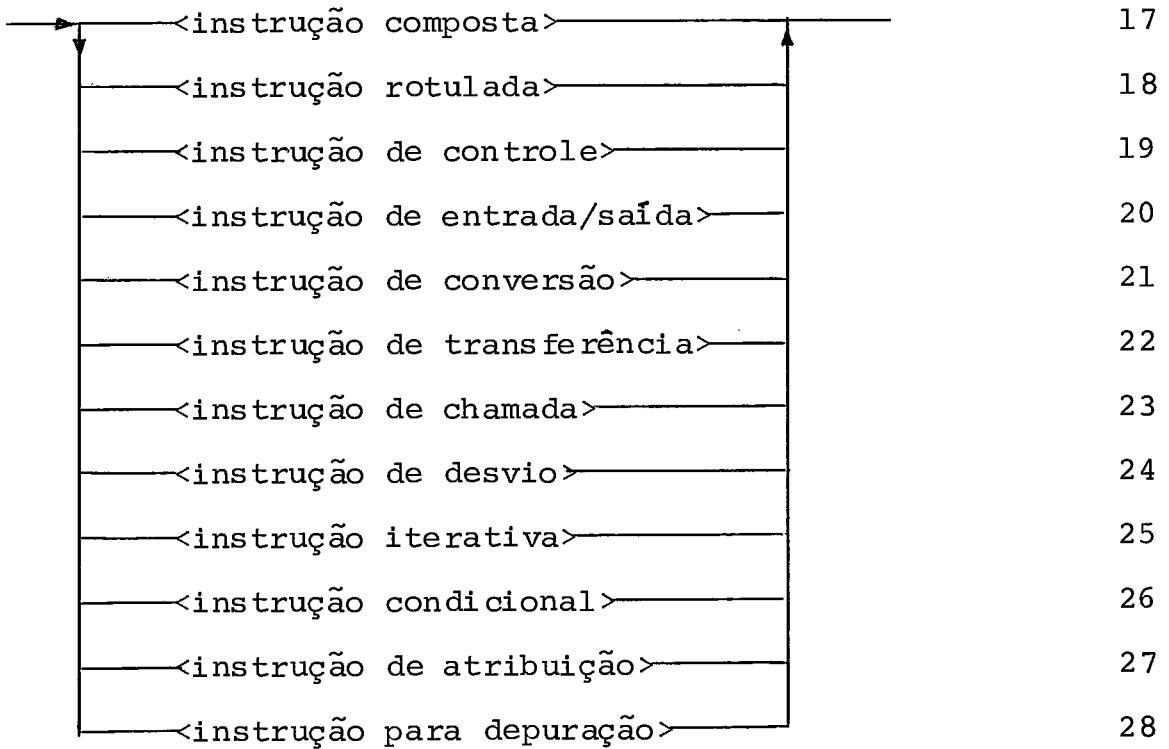 <instrução composta> 17
<instrução rotulada> 18
<instrução de controle> 19
<instrução de entrada/saída> 20
<instrução de conversão> 21
<instrução de transferência> 22
<instrução de chamada> 23
<instrução de desvio> 24
<instrução iterativa> 25
<instrução condicional> 26
<instrução de atribuição> 27
<instrução para depuração> 28